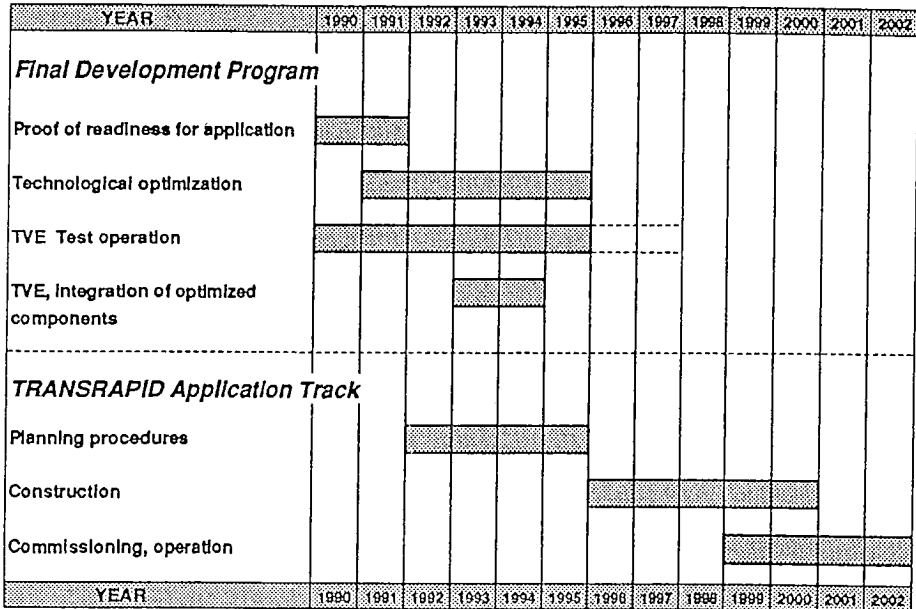 YEAR 1990 1991 1992 1993 1994 1995 1996 1997 1998 1999 2000 2001 2002
Final Development Program
Proof of readiness for application
Technological optimization
TVE Test operation
TVE, Integration of optimized
components
TRANSRAPID Application Track
Planning procedures
Construction
Commissioning, operation
YEAR 1990 1991 1992 1993 1994 1995 1996 1997 1998 1999 2000 2001 2002